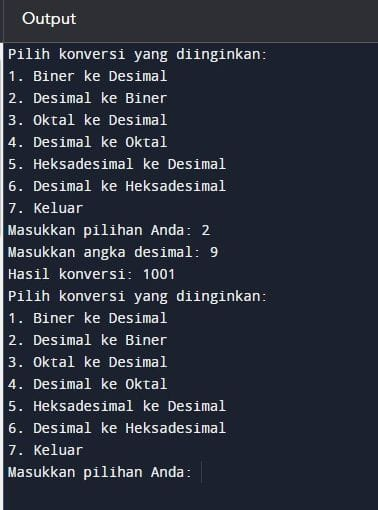 Output
Pilih konversi yang diinginkan:
1. Biner ke Desimal
2. Desimal ke Biner
3. Oktal ke Desimal
4. Desimal ke Oktal
5. Heksadesimal ke Desimal
6. Desimal ke Heksadesimal
7. Keluar
Masukkan pilihan Anda: 2
Masukkan angka desimal: 9
Hasil konversi: 1001
Pilih konversi yang diinginkan:
1. Biner ke Desimal
2. Desimal ke Biner
3. Oktal ke Desimal
4. Desimal ke Oktal
5. Heksadesimal ke Desimal
6. Desimal ke Heksadesimal
7. Keluar
Masukkan pilihan Anda: